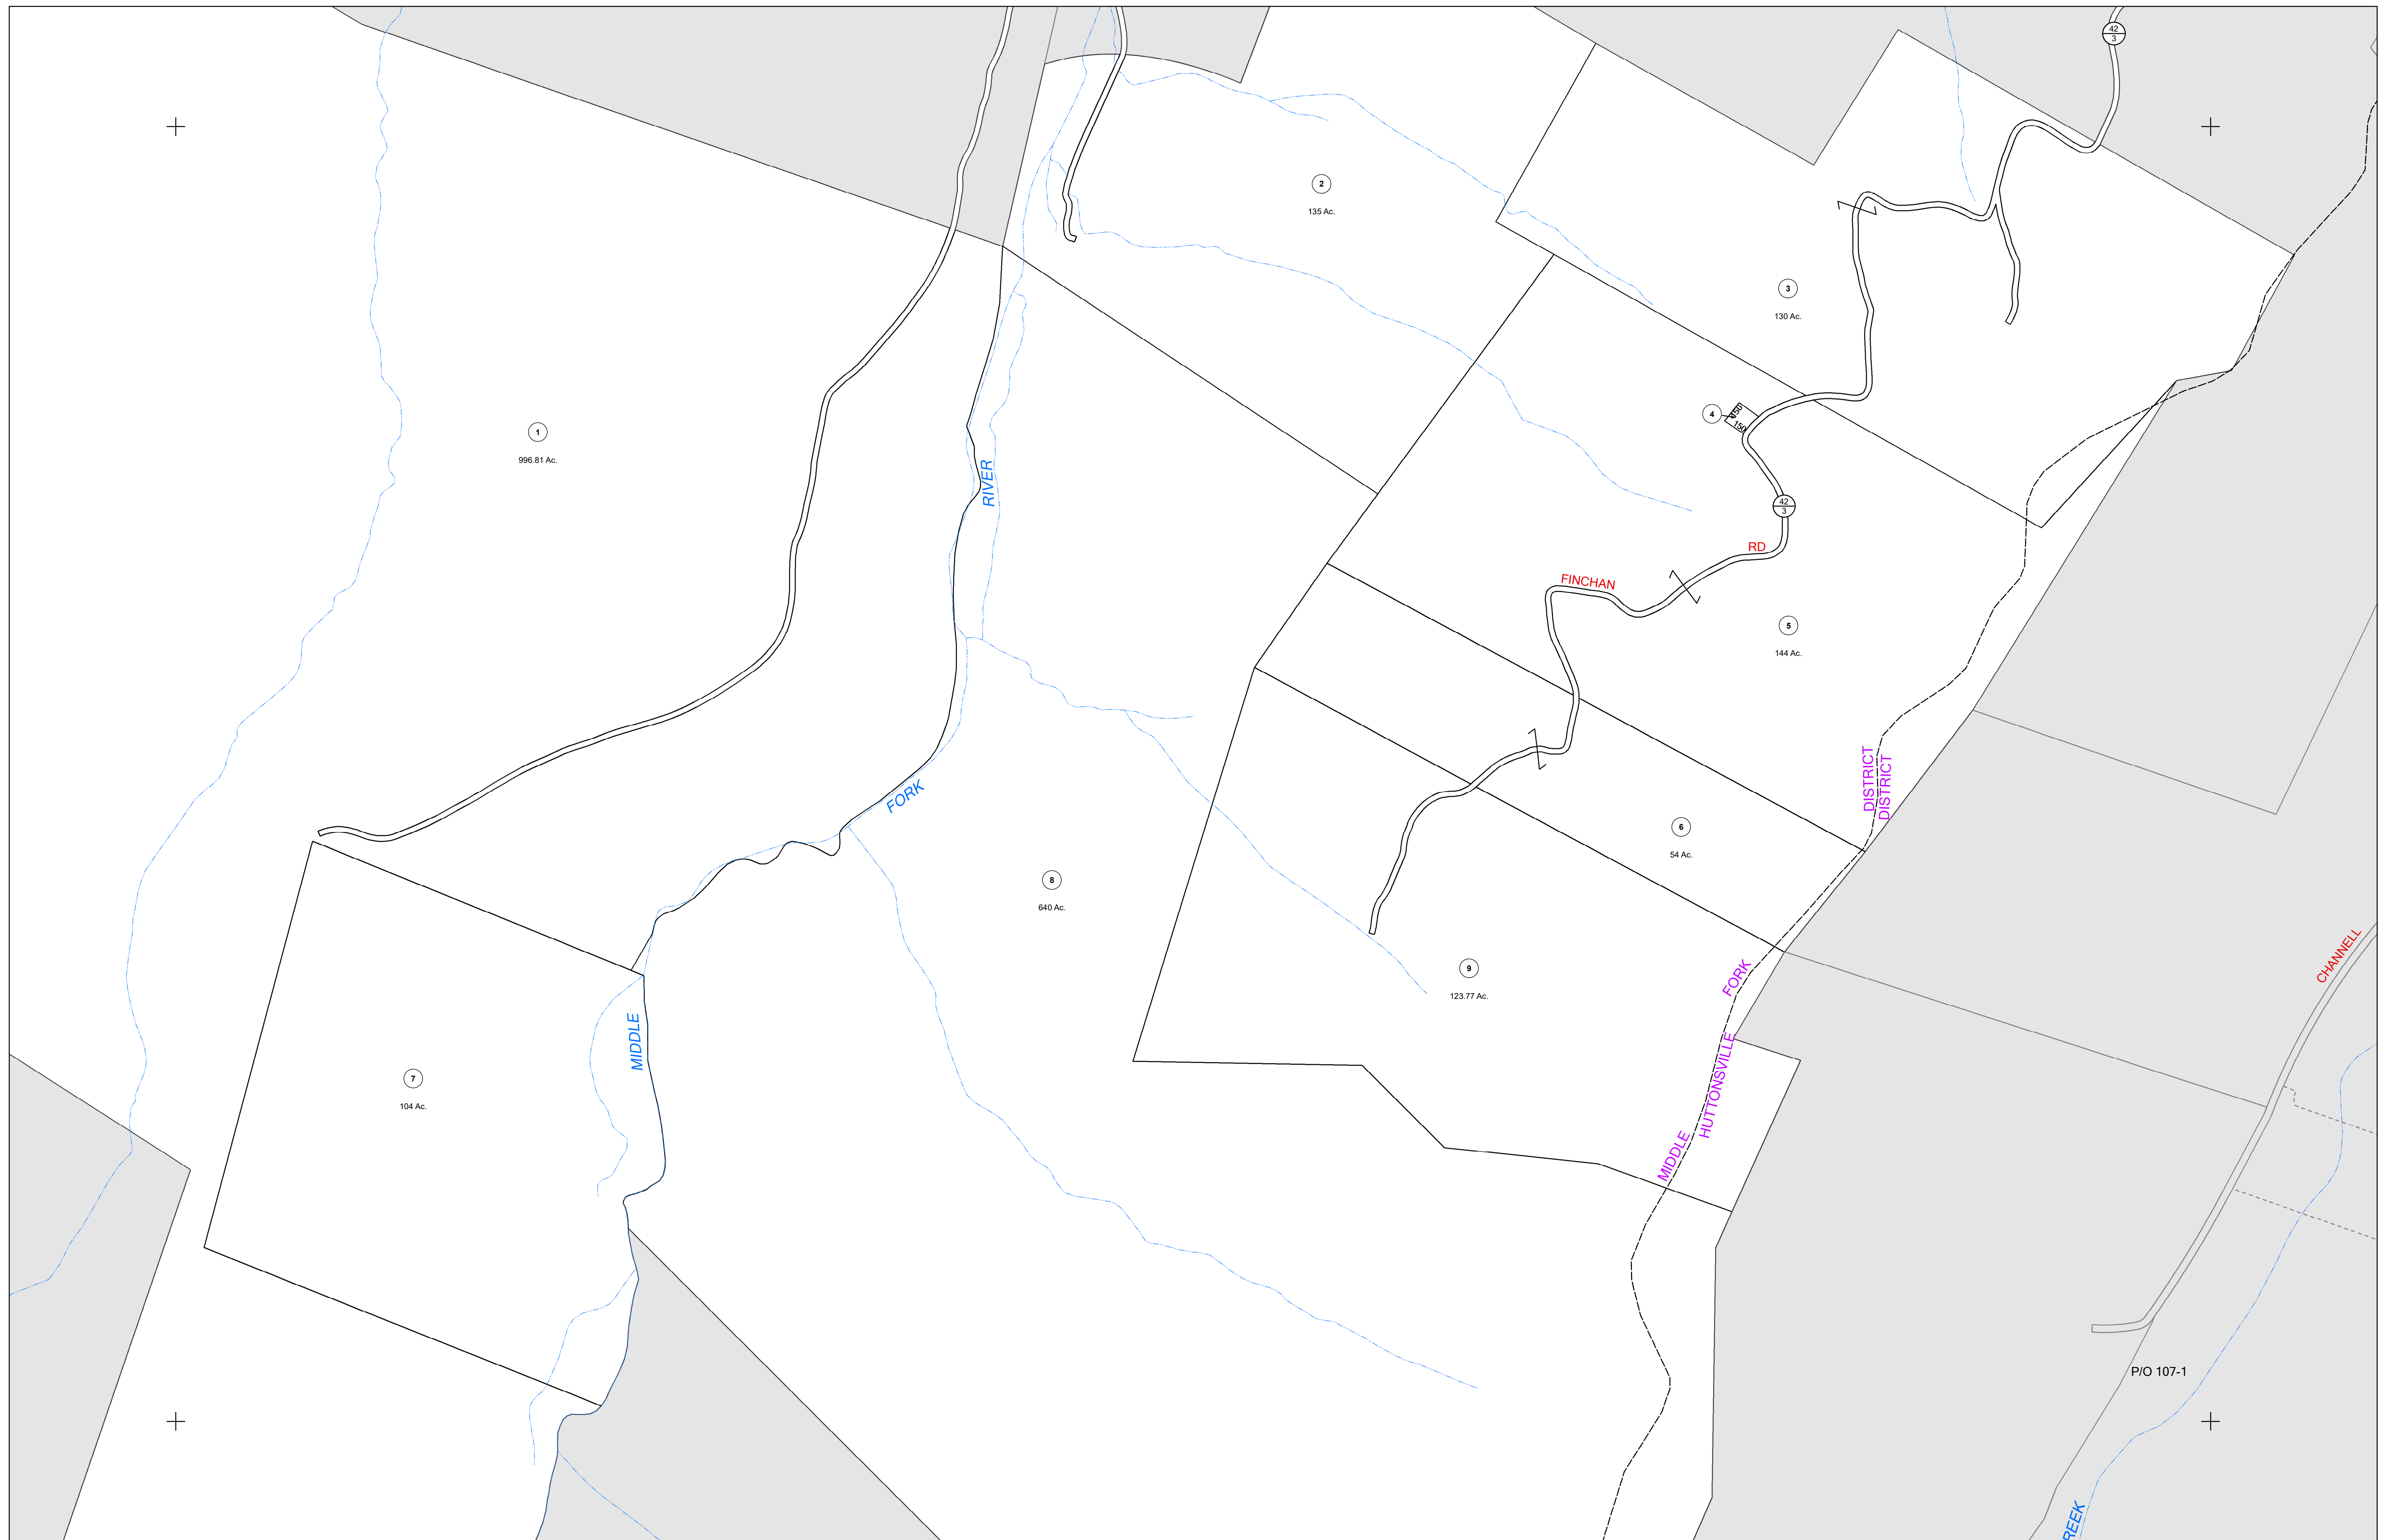 42
3
2
135 Ac.
3
130 Ac.
4
150
150
1
996.81 Ac.
RIVER
42
3
RD
FINCHAN
5
144 Ac.
DISTRICT
DISTRICT
FORK
6
54 Ac.
8
640 Ac.
CHANNELL
9
123.77 Ac.
FORK
MIDDLE
HUTTONSVILLE
7
104 Ac.
MIDDLE
P/O 107-1
REEK